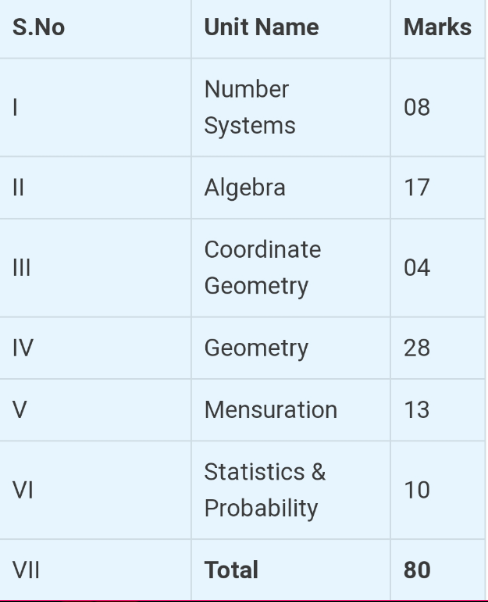 S.No Unit Name Marks
I Number Systems 08
II Algebra 17
III Coordinate Geometry 04
IV Geometry 28
V Mensuration 13
VI Statistics & Probability 10
VII Total 80